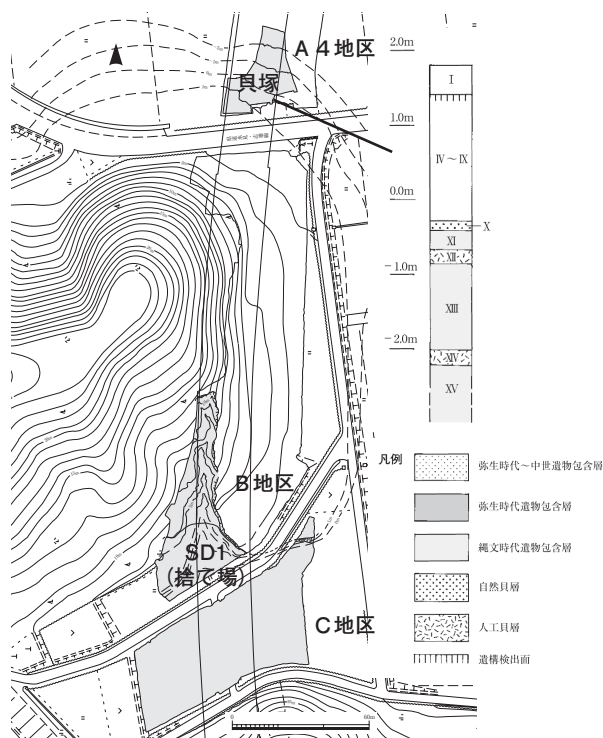 A4地区
貝塚
B地区
SD1
(捨て場)
C地区
0
60m
2.0m
1.0m
0.0m
−1.0m
−2.0m
Ⅰ
Ⅳ～Ⅸ
Ⅹ
Ⅺ
Ⅻ
XIII
XIV
XV
凡例
弥生時代～中世遺物包含層
弥生時代遺物包含層
縄文時代遺物包含層
自然貝層
人工貝層
遺構検出面